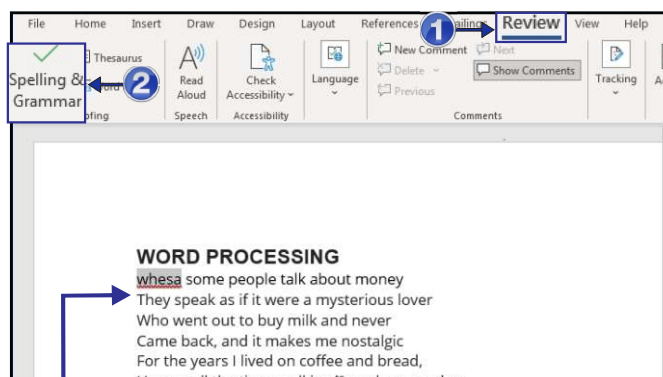 File Home Insert Draw Design Layout References Mailings Review View Help
1
Spelling & Grammar
Thesaurus
Word
2
Proofing
Read Aloud
Speech
Check Accessibility
Accessibility
Language
New Comment
Delete
Previous
Next
Show Comments
Comments
Tracking
WORD PROCESSING
whesa some people talk about money
They speak as if it were a mysterious lover
Who went out to buy milk and never
Came back, and it makes me nostalgic
For the years I lived on coffee and bread,